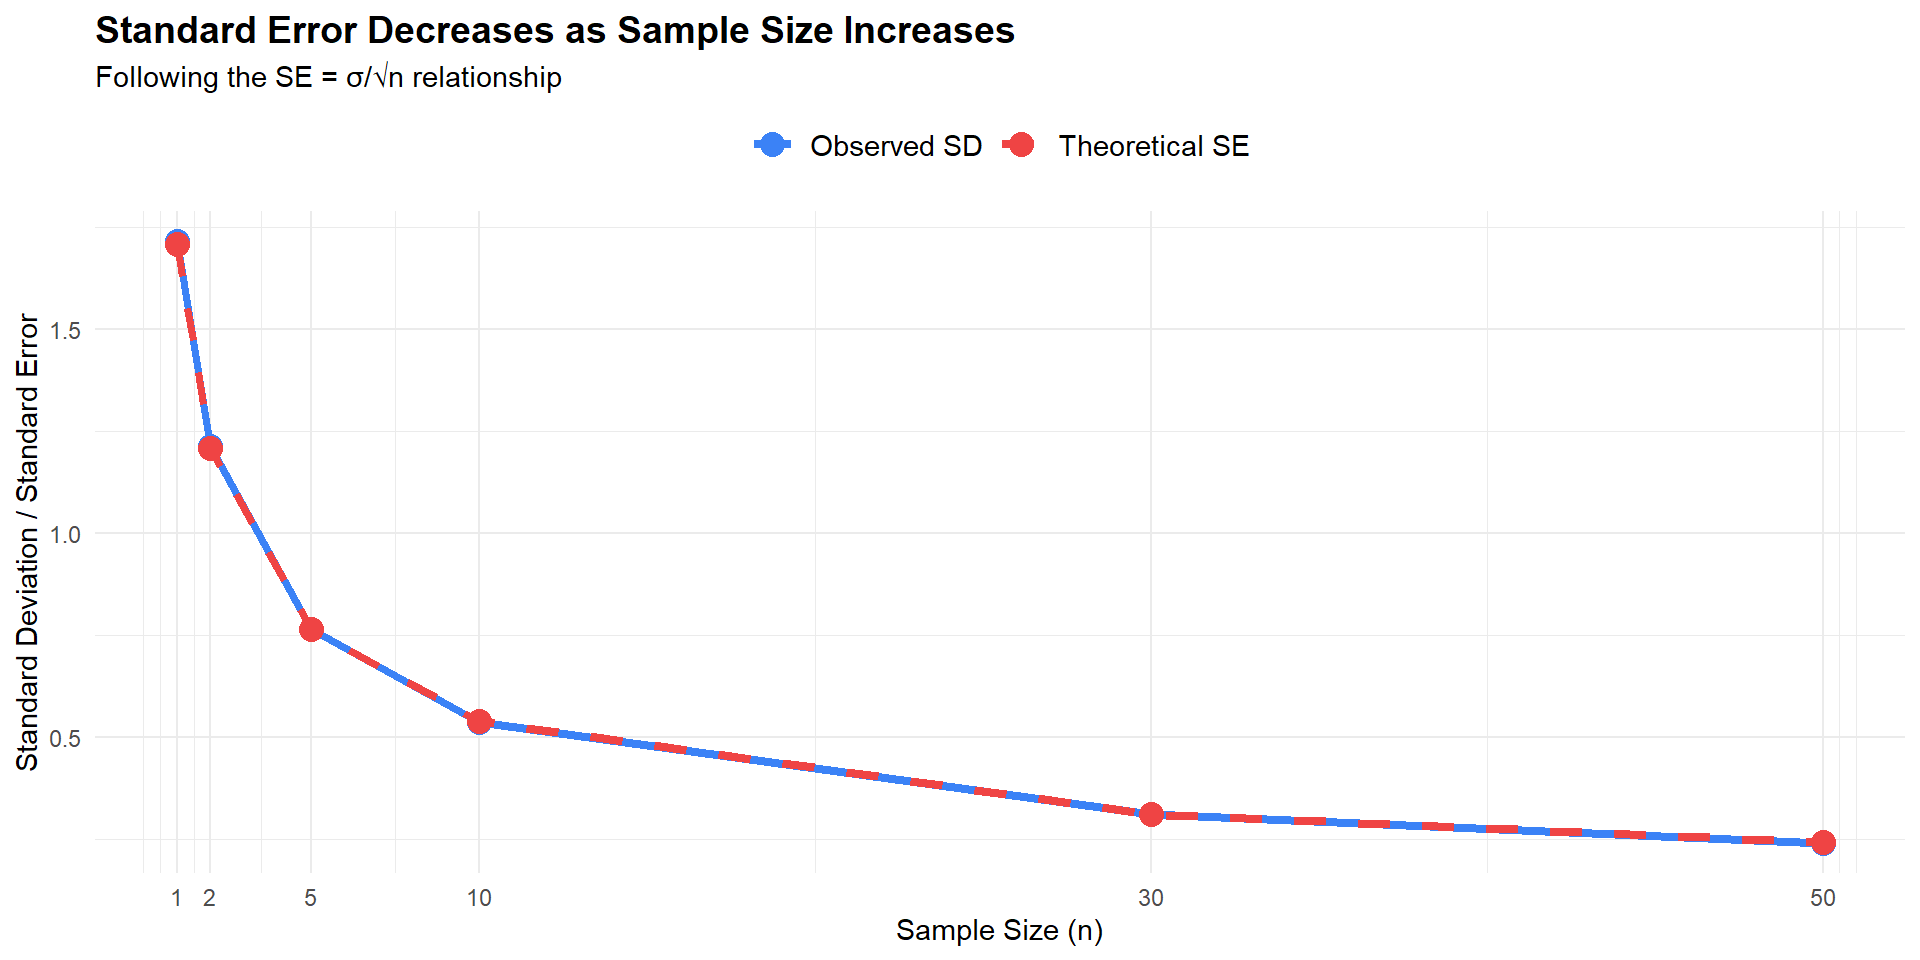 Standard Error Decreases as Sample Size Increases
Following the SE = σ/√n relationship
Observed SD Theoretical SE
Standard Deviation / Standard Error
1.5
1.0
0.5
1 2 5 10 30 50
Sample Size (n)